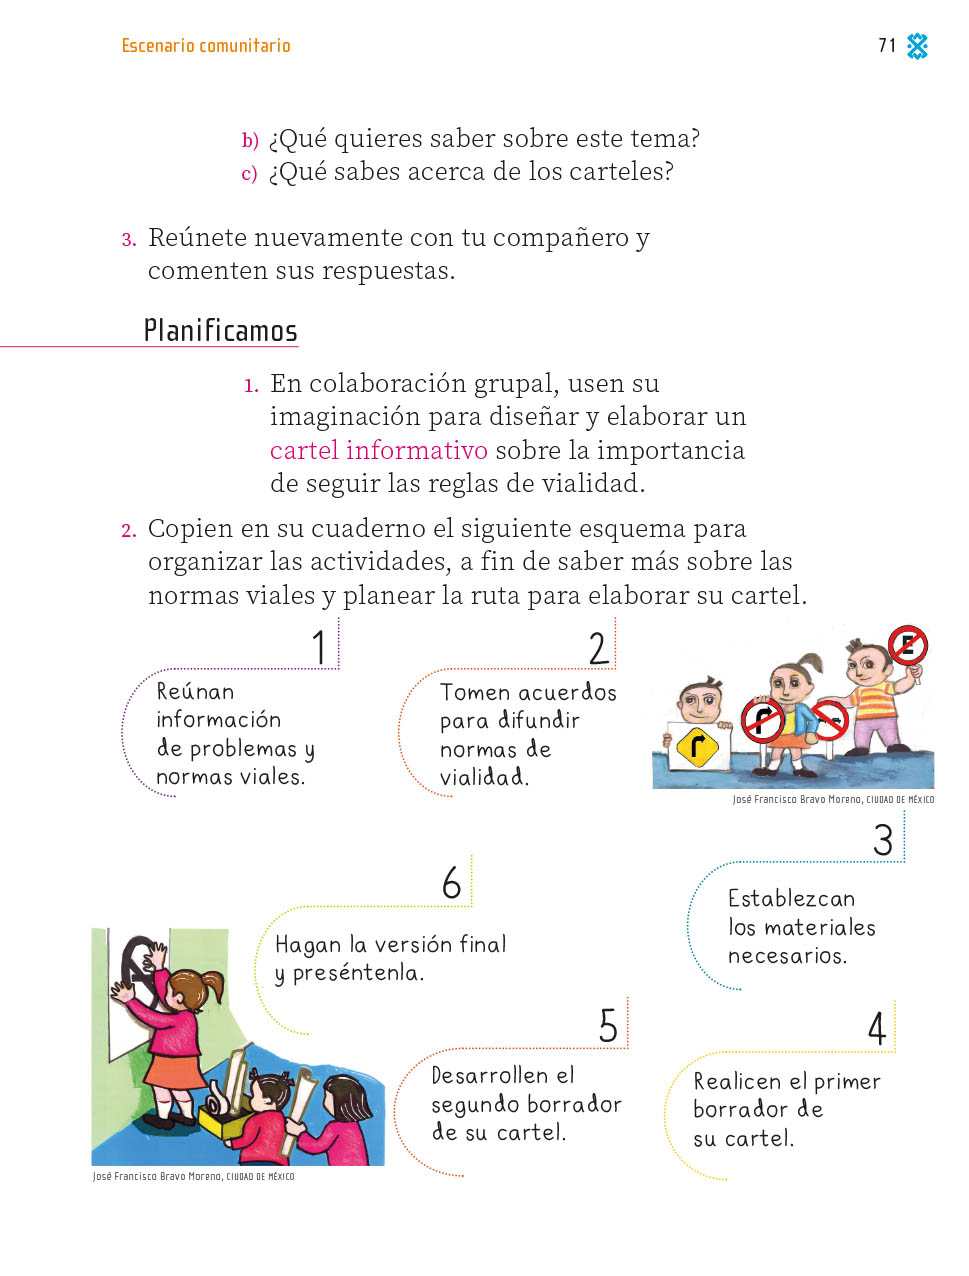 Escenario comunitario
71
b) ¿Qué quieres saber sobre este tema?
c) ¿Qué sabes acerca de los carteles?
3. Reúnete nuevamente con tu compañero y
comenten sus respuestas.
Planificamos
1. En colaboración grupal, usen su
imaginación para diseñar y elaborar un
cartel informativo sobre la importancia
de seguir las reglas de vialidad.
2. Copien en su cuaderno el siguiente esquema para
organizar las actividades, a fin de saber más sobre las
normas viales y planear la ruta para elaborar su cartel.
1
Reúnan
información
de problemas y
normas viales.
2
Tomen acuerdos
para difundir
normas de
vialidad.
E
José Francisco Bravo Moreno, CIUDAD DE MÉXICO
3
Establezcan
los materiales
necesarios.
4
Realicen el primer
borrador de
su cartel.
5
Desarrollen el
segundo borrador
de su cartel.
6
Hagan la versión final
y preséntenla.
José Francisco Bravo Moreno, CIUDAD DE MÉXICO